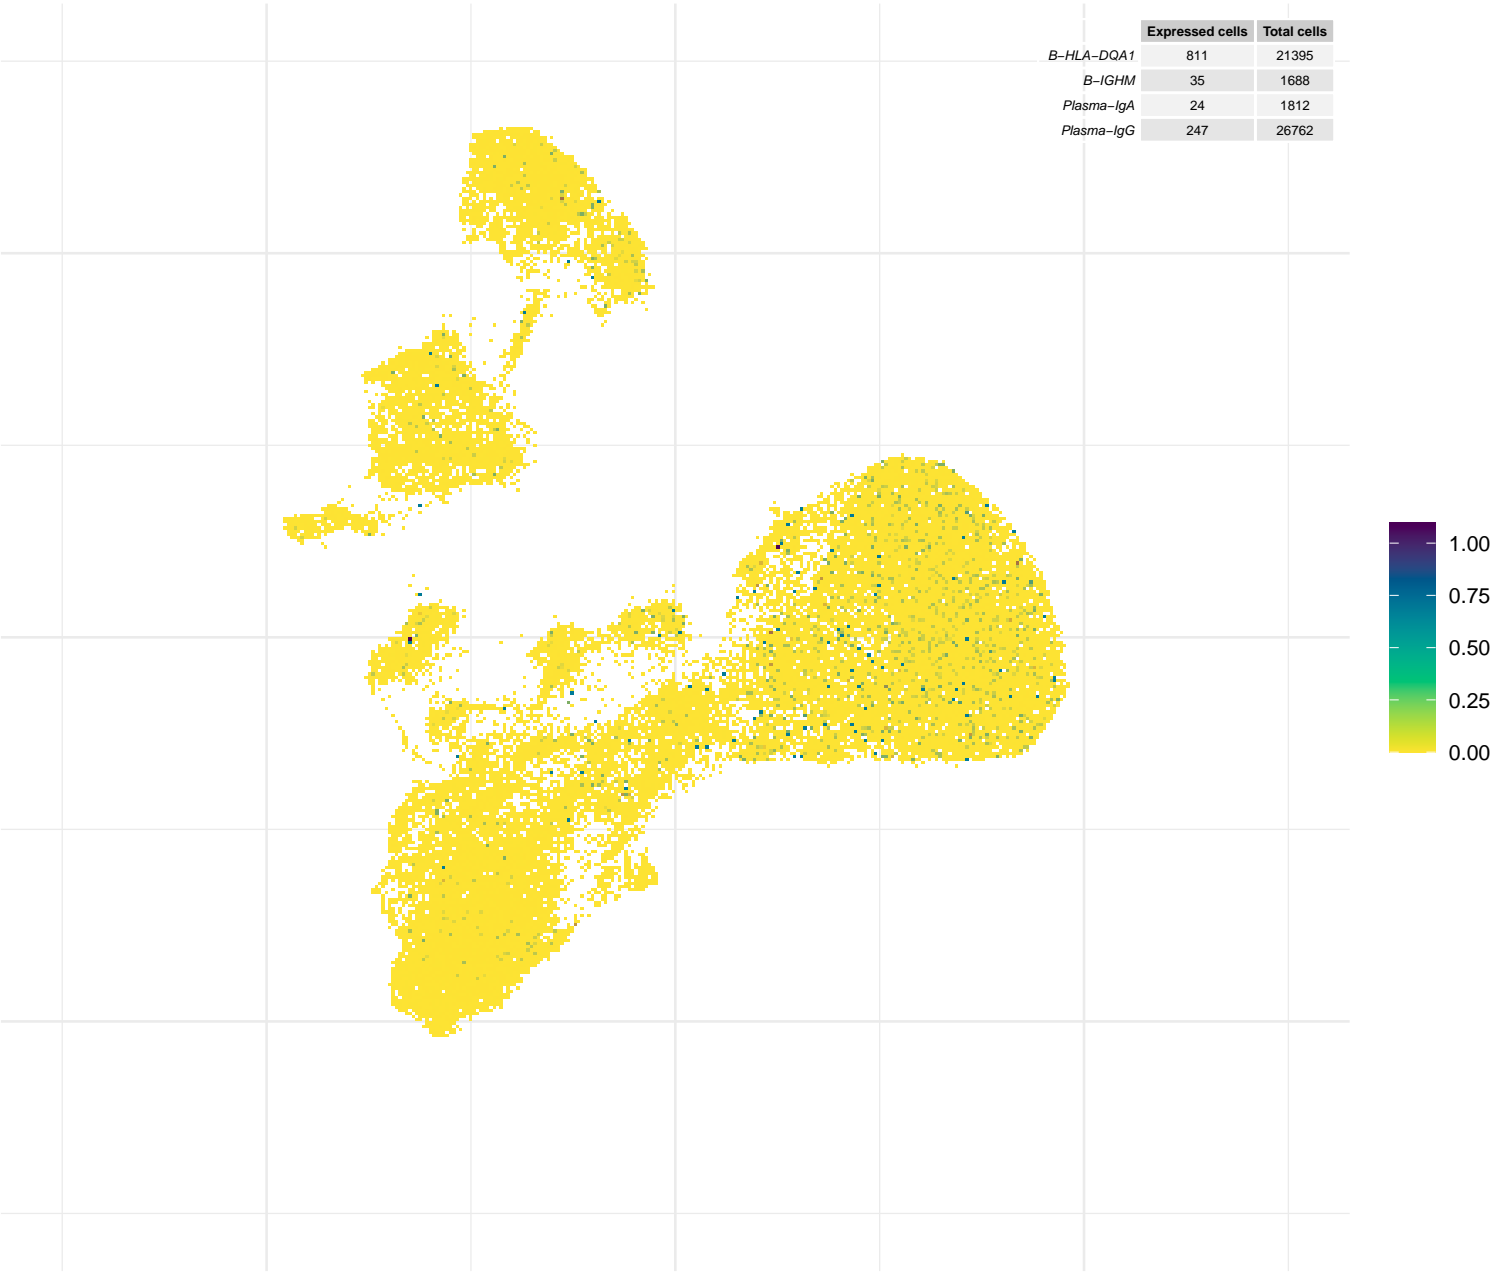 Expressed cells Total cells
B−HLA−DQA1 811 21395
B−IGHM 35 1688
Plasma−IgA 24 1812
Plasma−IgG 247 26762
1.00
0.75
0.50
0.25
0.00